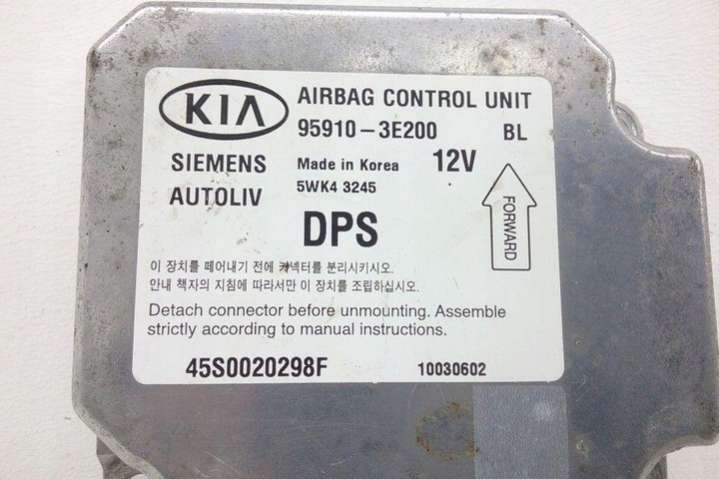 KIA
AIRBAG CONTROL UNIT
95910-3E200 BL
SIEMENS
AUTOLIV
Made in Korea 12V
5WK4 3245
DPS
FORWARD
이 장치를 떼어내기 전에 커넥터를 분리시키시오.
안내 책자의 지침에 따라서만 이 장치를 조립하십시오.
Detach connector before unmounting. Assemble
strictly according to manual instructions.
45S0020298F 10030602